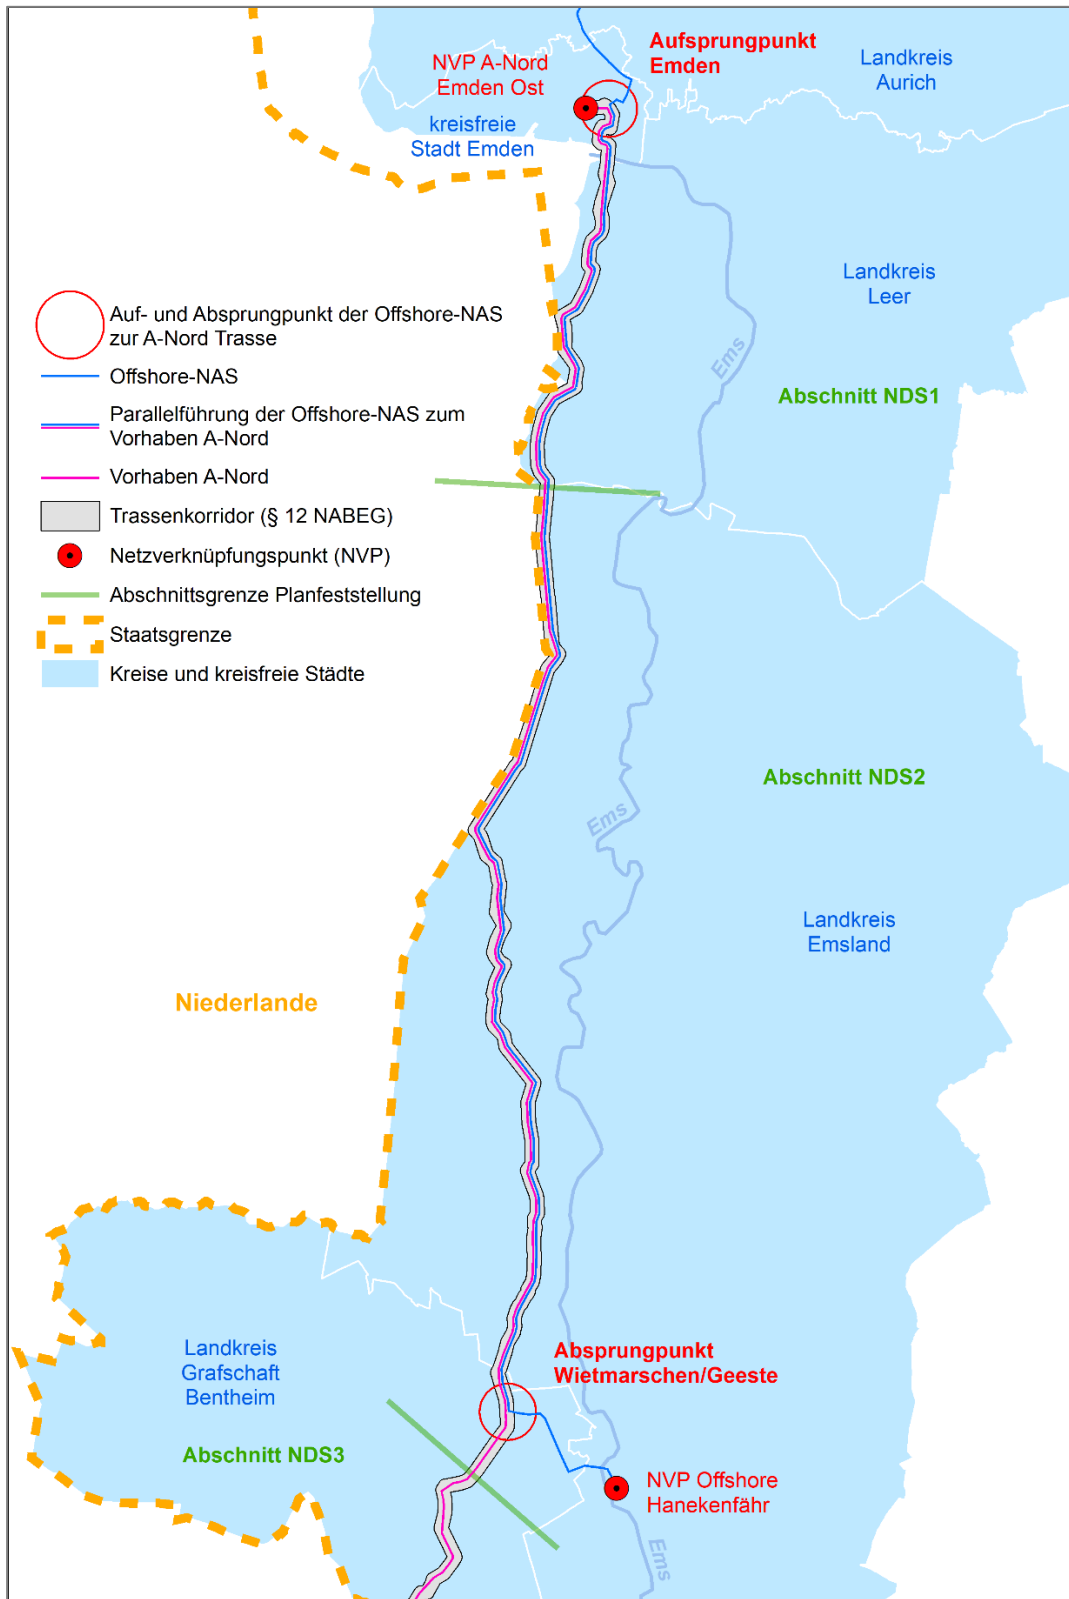 Aufsprungpunkt
Emden
NVP A-Nord
Emden Ost
Landkreis
Aurich
kreisfreie
Stadt Emden
Landkreis
Leer
Auf- und Absprungpunkt der Offshore-NAS
zur A-Nord Trasse
Offshore-NAS
Parallelführung der Offshore-NAS zum
Vorhaben A-Nord
Vorhaben A-Nord
Trassenkorridor (§ 12 NABEG)
Netzverknüpfungspunkt (NVP)
Abschnittsgrenze Planfeststellung
Staatsgrenze
Kreise und kreisfreie Städte
Ems
Abschnitt NDS1
Abschnitt NDS2
Ems
Landkreis
Emsland
Niederlande
Landkreis
Grafschaft
Bentheim
Absprungpunkt
Wietmarschen/Geeste
Abschnitt NDS3
NVP Offshore
Hanekenfähr
Ems